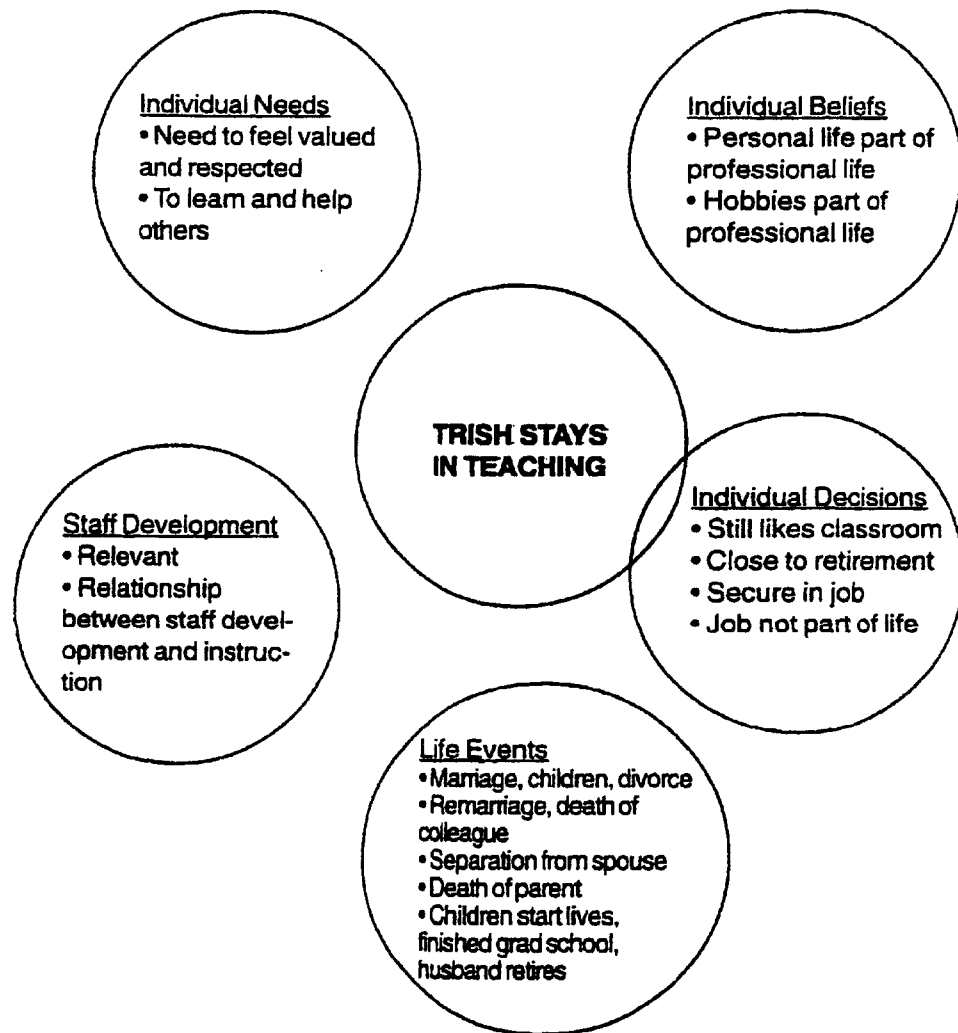 Individual Needs
• Need to feel valued
and respected
• To learn and help
others
Individual Beliefs
• Personal life part of
professional life
• Hobbies part of
professional life
TRISH STAYS
IN TEACHING
Individual Decisions
• Still likes classroom
• Close to retirement
• Secure in job
• Job not part of life
Staff Development
• Relevant
• Relationship
between staff devel-
opment and instruc-
tion
Life Events
• Marriage, children, divorce
• Remarriage, death of
colleague
• Separation from spouse
• Death of parent
• Children start lives,
finished grad school,
husband retires